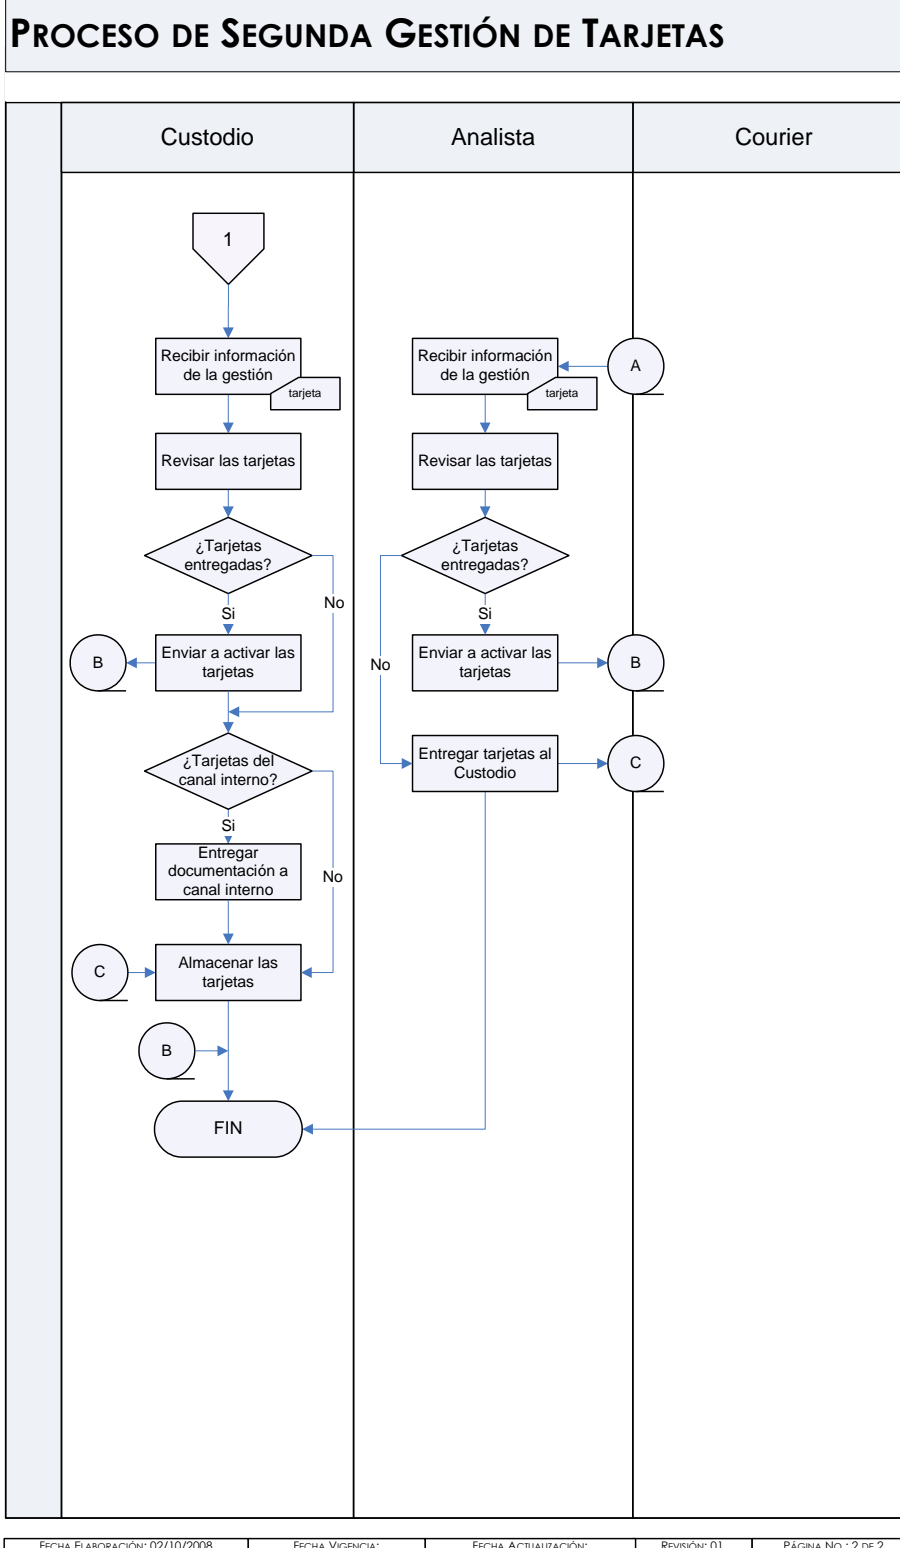 PROCESO DE SEGUNDA GESTIÓN DE TARJETAS
Custodio
Analista
Courier
1
Recibir información
de la gestión
tarjeta
Revisar las tarjetas
¿Tarjetas
entregadas?
Si
No
Enviar a activar las
tarjetas
B
¿Tarjetas del
canal interno?
Si
No
Entregar
documentación a
canal interno
Almacenar las
tarjetas
C
B
FIN
Recibir información
de la gestión
tarjeta
A
Revisar las tarjetas
¿Tarjetas
entregadas?
Si
No
Enviar a activar las
tarjetas
B
Entregar tarjetas al
Custodio
C
FECHA ELABORACIÓN: 02/10/2008
FECHA VIGENCIA:
FECHA ACTUALIZACIÓN:
REVISIÓN: 01
PÁGINA NO.: 2 DE 2